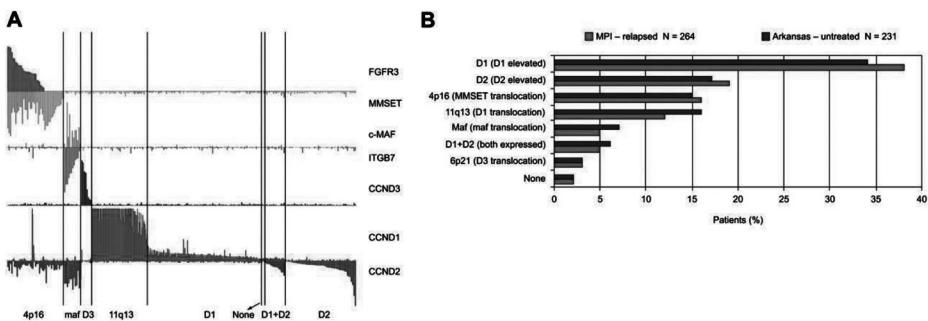 A
FGFR3
MMSET
c-MAF
ITGB7
CCND3
CCND1
CCND2
4p16 maf D3 11q13 D1 None D1+D2 D2
B
MPI – relapsed N = 264 Arkansas – untreated N = 231
D1 (D1 elevated)
D2 (D2 elevated)
4p16 (MMSET translocation)
11q13 (D1 translocation)
Maf (maf translocation)
D1+D2 (both expressed)
6p21 (D3 translocation)
None
0 5 10 15 20 25 30 35 40
Patients (%)